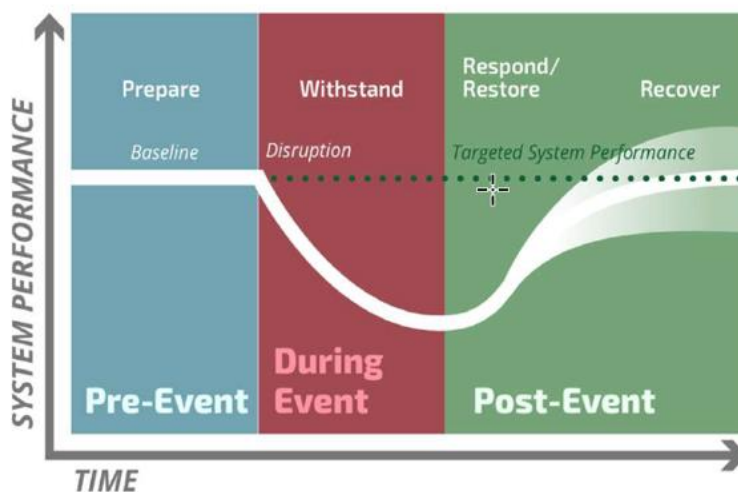 SYSTEM PERFORMANCE
Prepare
Withstand
Respond/
Restore
Recover
Baseline
Disruption
Targeted System Performance
Pre-Event
During
Event
Post-Event
TIME